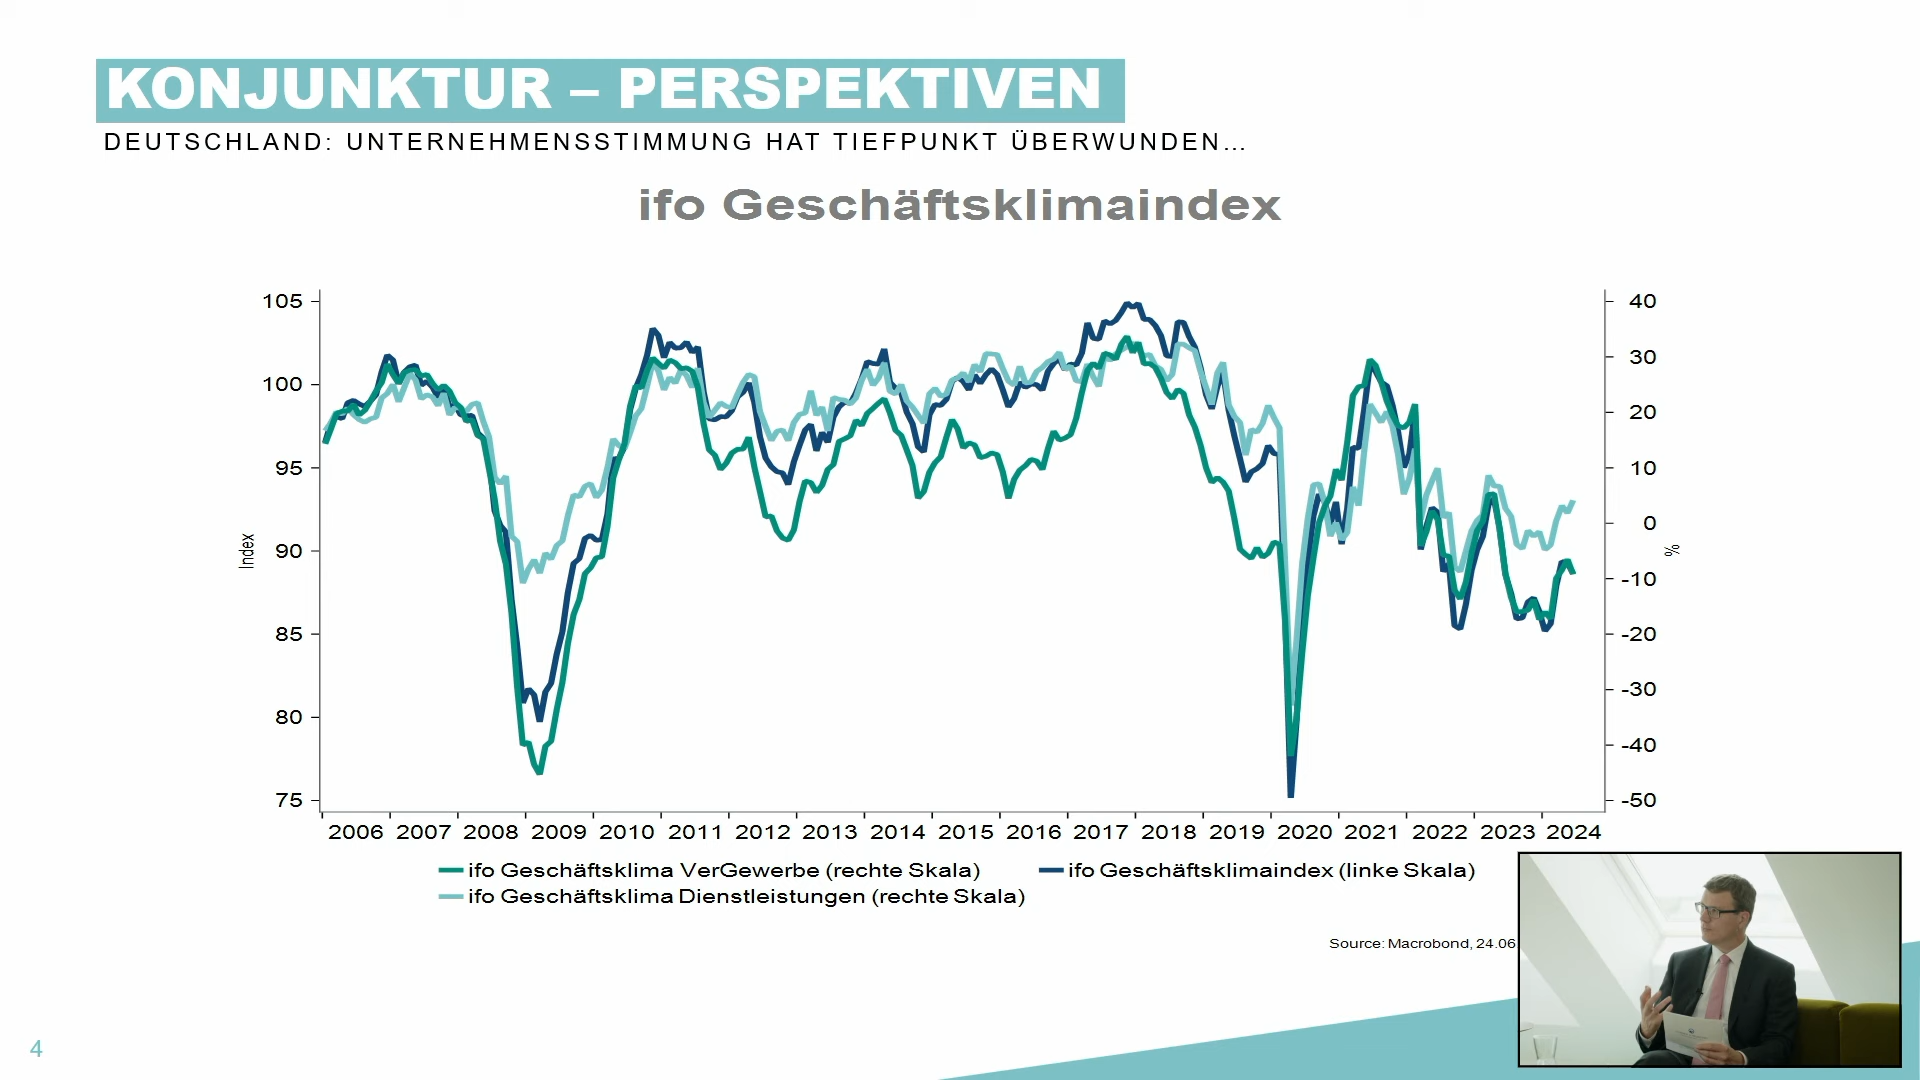 KONJUNKTUR – PERSPEKTIVEN
DEUTSCHLAND: UNTERNEHMENSSTIMMUNG HAT TIEFPUNKT ÜBERWUNDEN…
ifo Geschäftsklimaindex
105
100
95
90
85
80
75
Index
40
30
20
10
0
-10
-20
-30
-40
-50
%
2006 2007 2008 2009 2010 2011 2012 2013 2014 2015 2016 2017 2018 2019 2020 2021 2022 2023 2024
ifo Geschäftsklima VerGewerbe (rechte Skala)
ifo Geschäftsklimaindex (linke Skala)
ifo Geschäftsklima Dienstleistungen (rechte Skala)
Source: Macrobond, 24.06
4